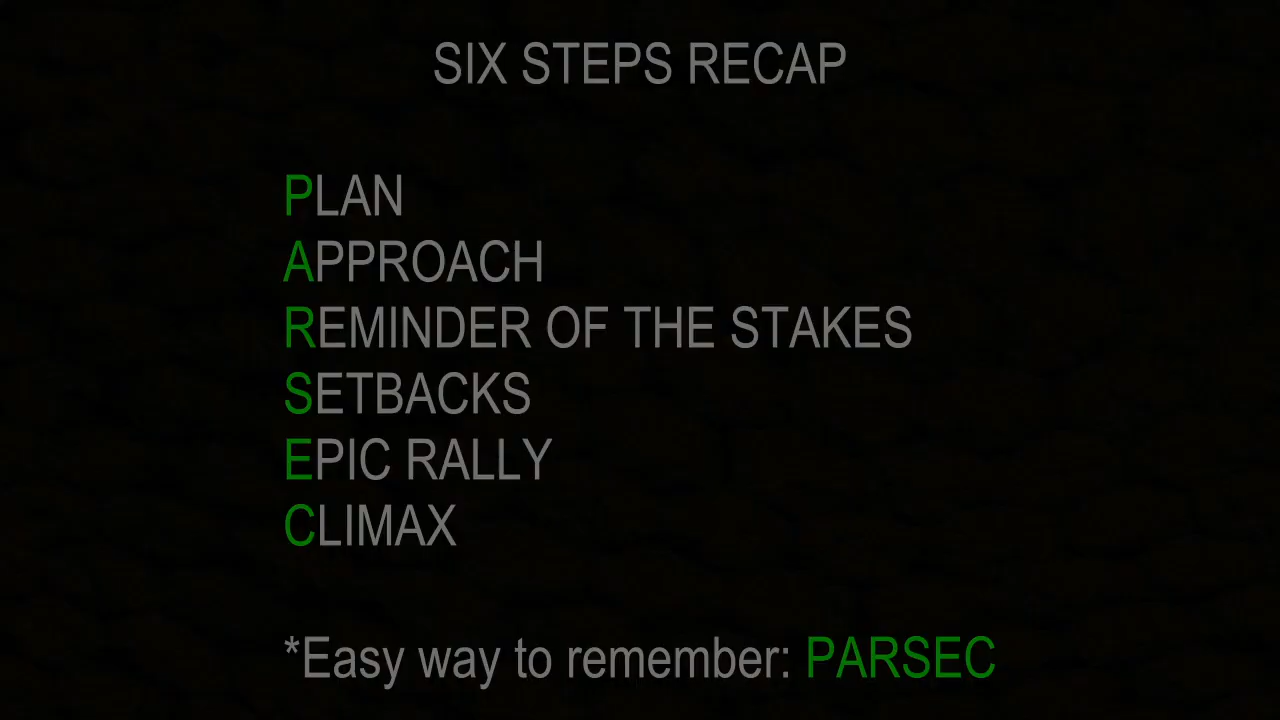 SIX STEPS RECAP
PLAN
APPROACH
REMINDER OF THE STAKES
SETBACKS
EPIC RALLY
CLIMAX
*Easy way to remember: PARSEC